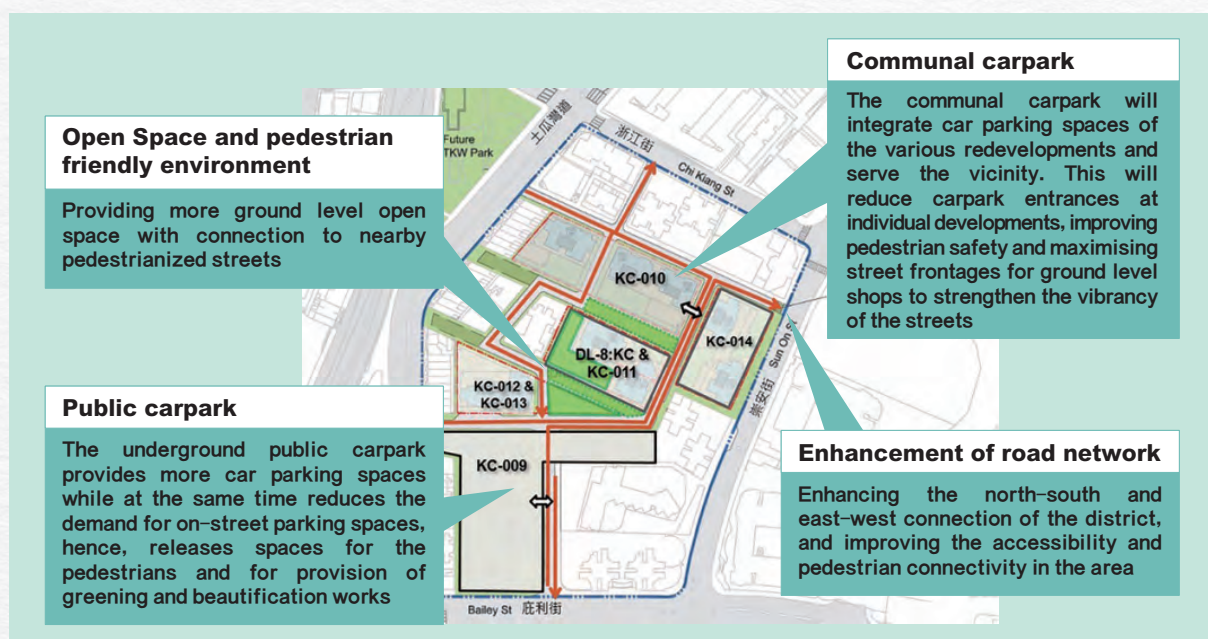 Open Space and pedestrian
friendly environment
Providing more ground level open
space with connection to nearby
pedestrianized streets
Public carpark
The underground public carpark
provides more car parking spaces
while at the same time reduces the
demand for on-street parking spaces,
hence, releases spaces for the
pedestrians and for provision of
greening and beautification works
Future
TKW Park
土瓜灣道
浙江街
Chi Kiang St
KC-010
KC-014
DL-8:KC &
KC-011
KC-012 &
KC-013
KC-009
Bailey St 庇利街
崇安街 Sun On St
Communal carpark
The communal carpark will
integrate car parking spaces of
the various redevelopments and
serve the vicinity. This will
reduce carpark entrances at
individual developments, improving
pedestrian safety and maximising
street frontages for ground level
shops to strengthen the vibrancy
of the streets
Enhancement of road network
Enhancing the north-south and
east-west connection of the district,
and improving the accessibility and
pedestrian connectivity in the area